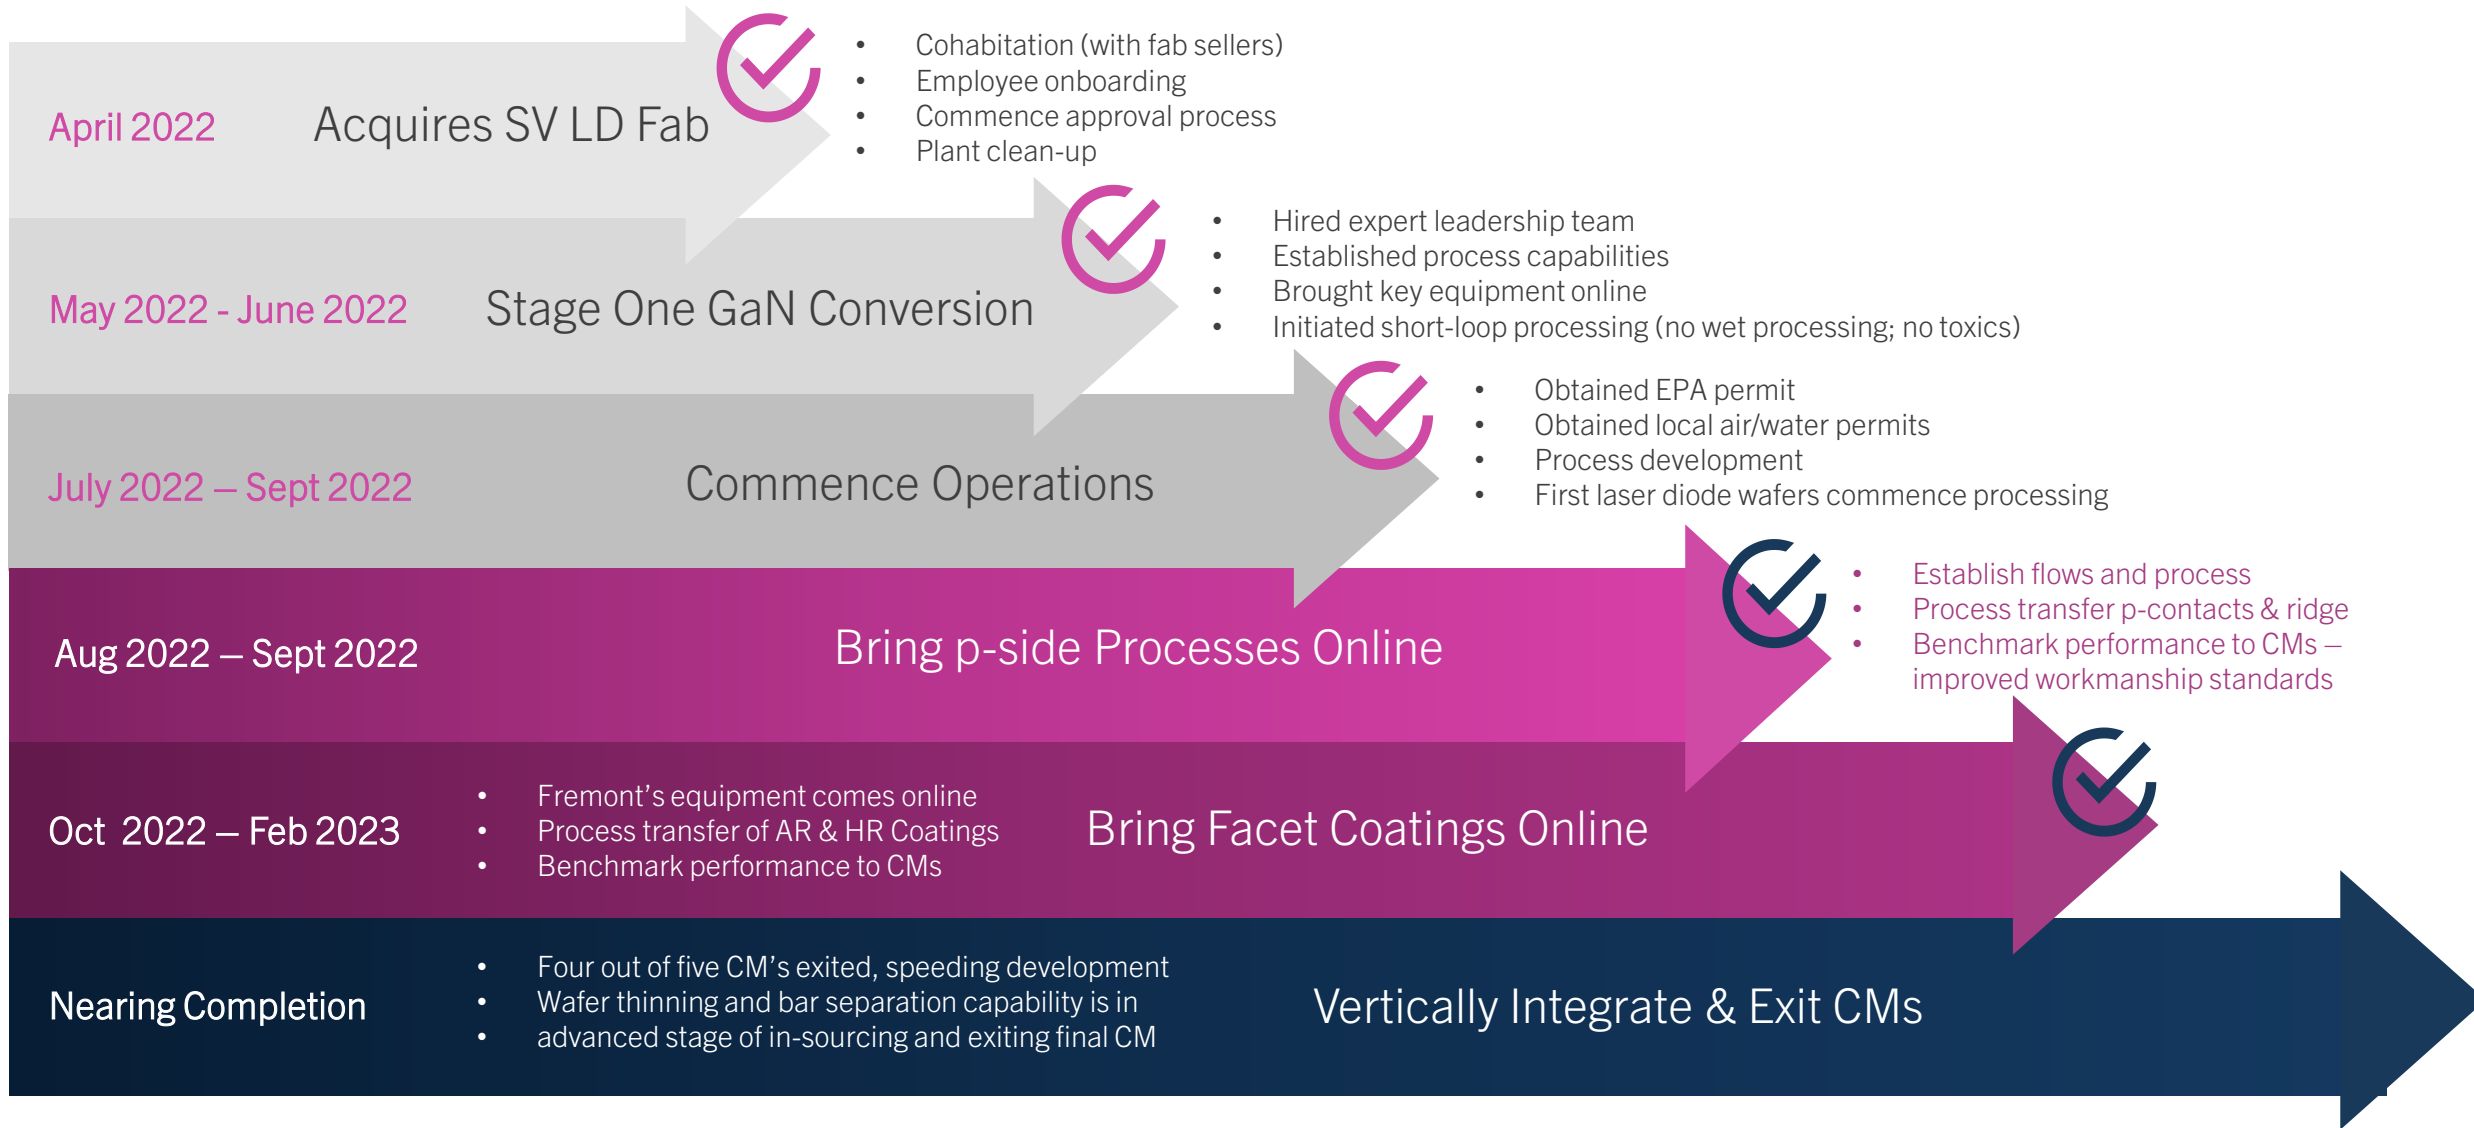 April 2022
Acquires SV LD Fab
• Cohabitation (with fab sellers)
• Employee onboarding
• Commence approval process
• Plant clean-up
May 2022 - June 2022
Stage One GaN Conversion
• Hired expert leadership team
• Established process capabilities
• Brought key equipment online
• Initiated short-loop processing (no wet processing; no toxics)
July 2022 – Sept 2022
Commence Operations
• Obtained EPA permit
• Obtained local air/water permits
• Process development
• First laser diode wafers commence processing
Aug 2022 – Sept 2022
Bring p-side Processes Online
• Establish flows and process
• Process transfer p-contacts & ridge
• Benchmark performance to CMs –
improved workmanship standards
Oct 2022 – Feb 2023
• Fremont’s equipment comes online
• Process transfer of AR & HR Coatings
• Benchmark performance to CMs
Bring Facet Coatings Online
Nearing Completion
• Four out of five CM’s exited, speeding development
• Wafer thinning and bar separation capability is in
• advanced stage of in-sourcing and exiting final CM
Vertically Integrate & Exit CMs